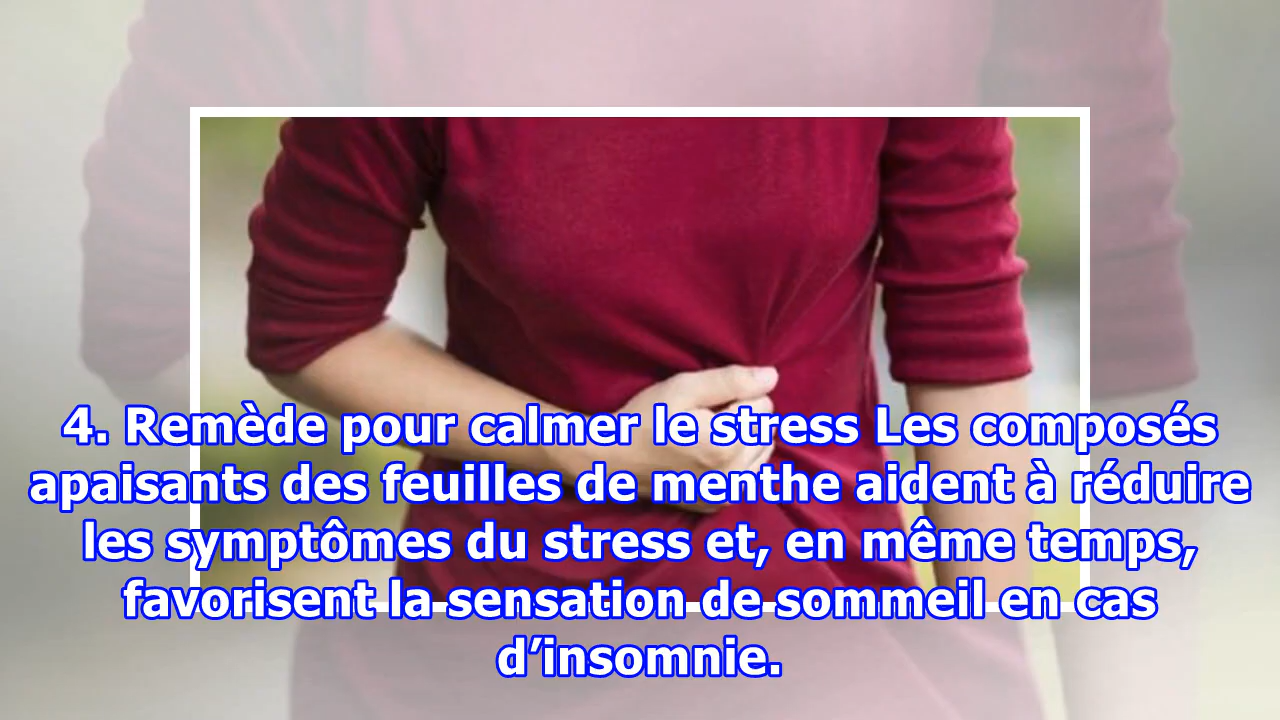 4. Remède pour calmer le stress Les composés
apaisants des feuilles de menthe aident à réduire
les symptômes du stress et, en même temps,
favorisent la sensation de sommeil en cas
d’insomnie.